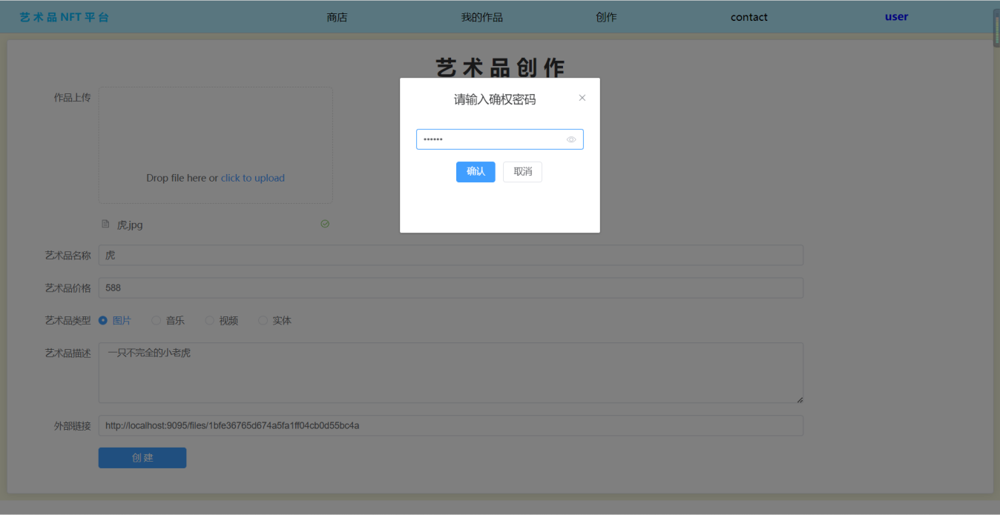 艺术品NFT平台 商店 我的作品 创作 contact user
艺术品创作
请输入确权密码
••••••
确认 取消
作品上传
Drop file here or click to upload
虎.jpg
艺术品名称 虎
艺术品价格 588
艺术品类型 图片 音乐 视频 实体
艺术品描述 一只不完全的小老虎
外部链接 http://localhost:9095/files/1bfe36765d674a5fa1ff04cb0d55bc4a
创建